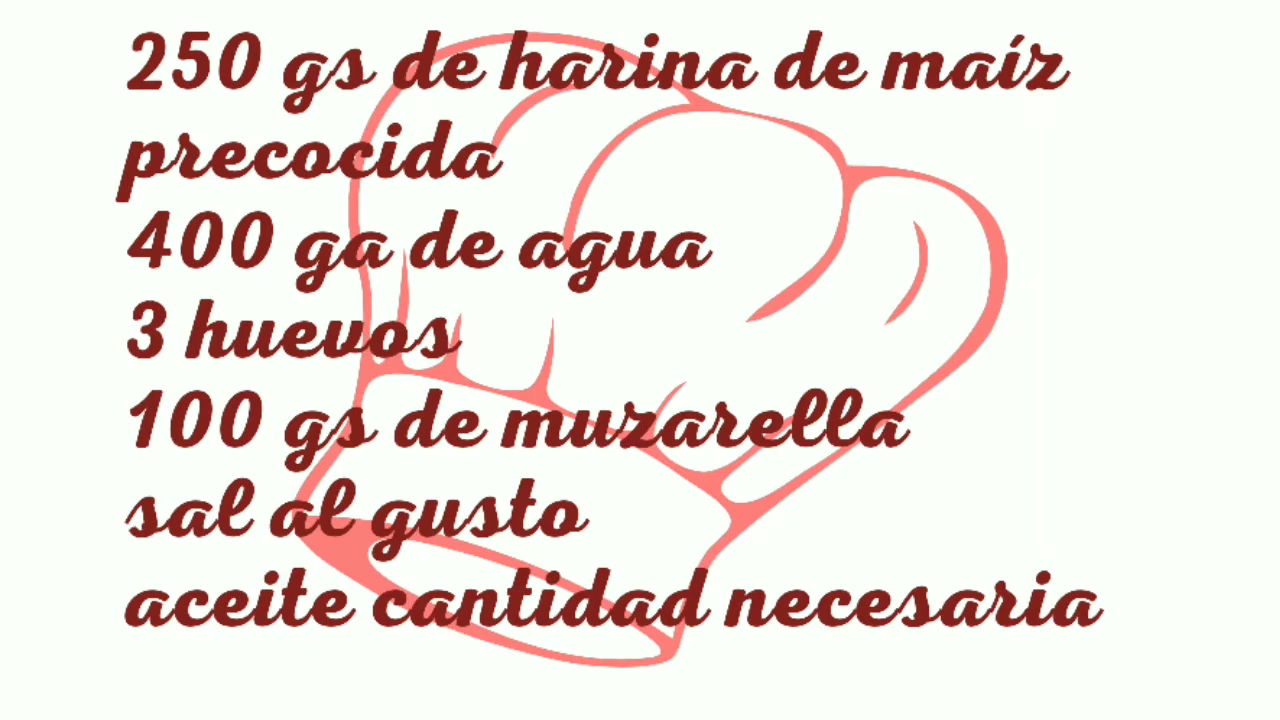 250 gs de harina de maíz
precocida
400 ga de agua
3 huevos
100 gs de muzarella
sal al gusto
aceite cantidad necesaria